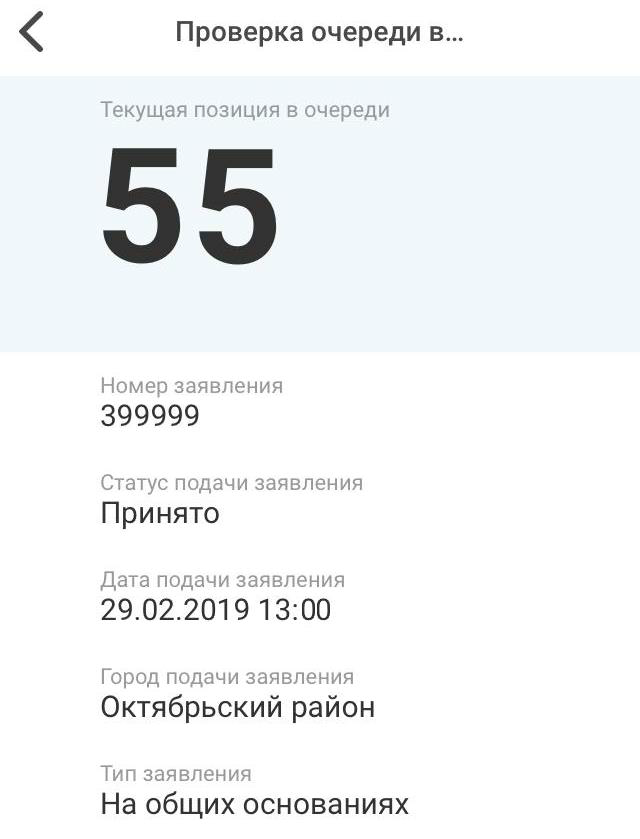 Проверка очереди в...
Текущая позиция в очереди
55
Номер заявления
399999
Статус подачи заявления
Принято
Дата подачи заявления
29.02.2019 13:00
Город подачи заявления
Октябрьский район
Тип заявления
На общих основаниях